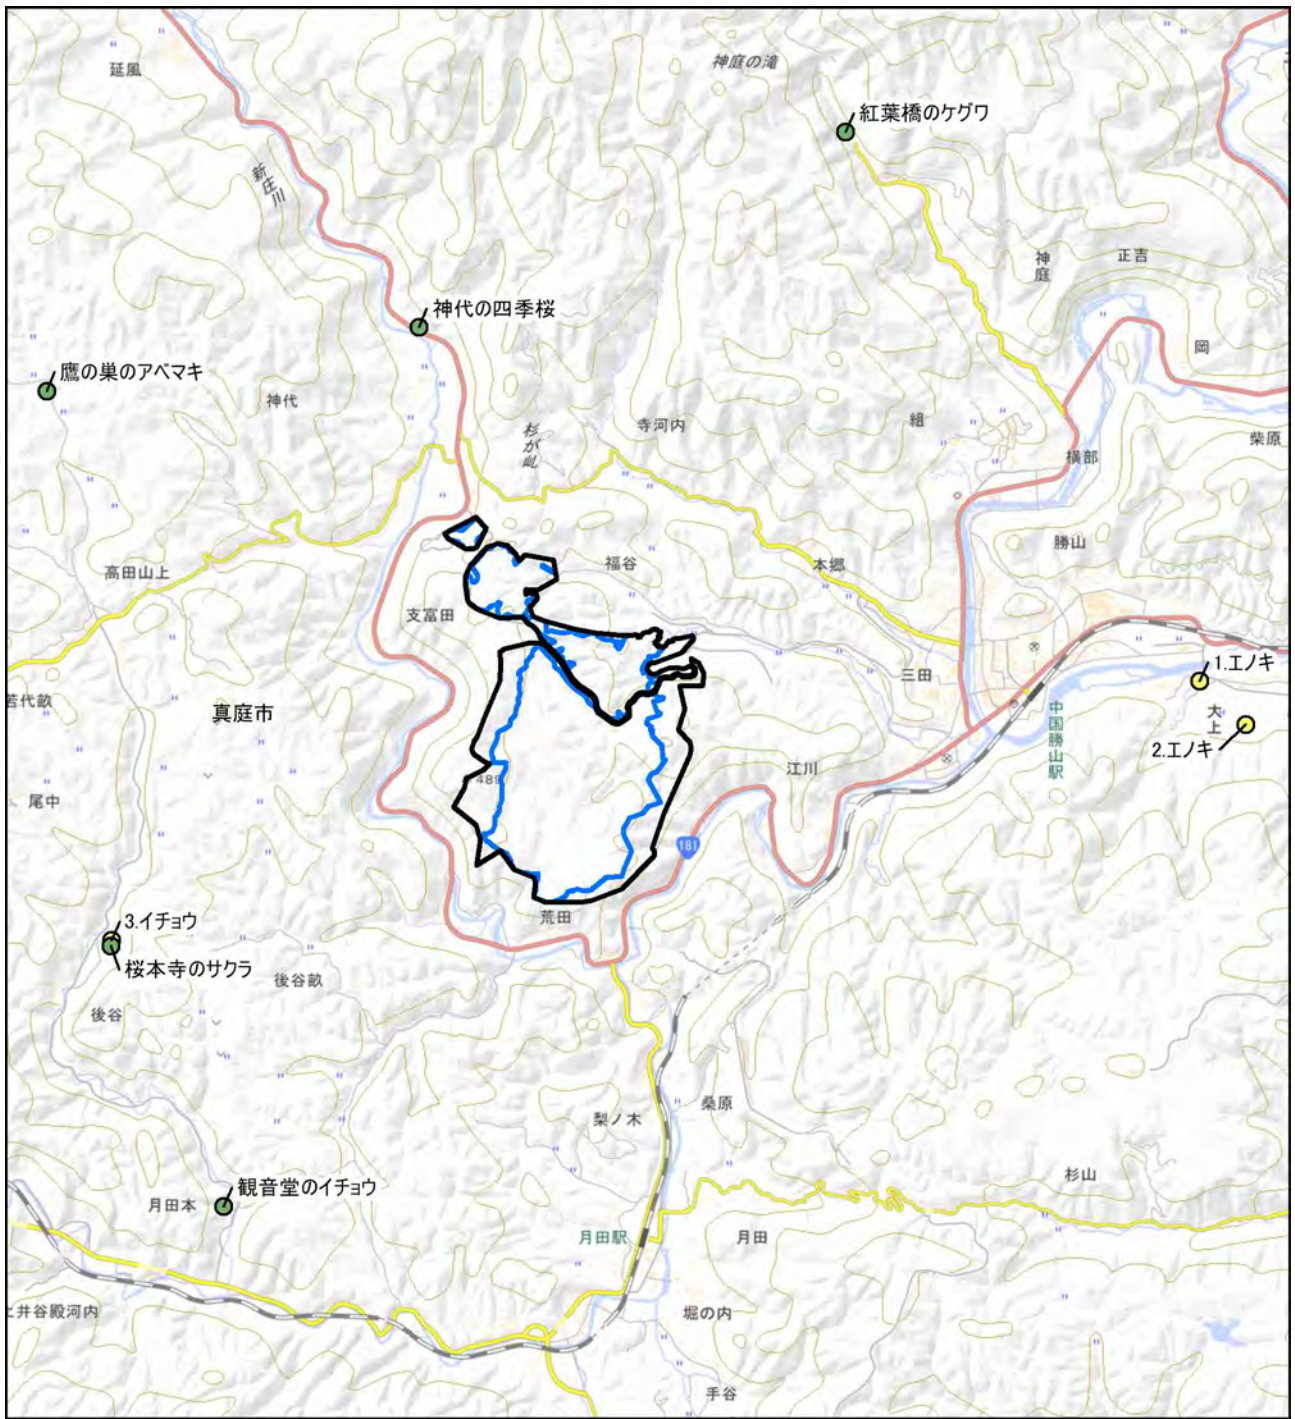 延風
神庭の滝
紅葉橋のケグワ
新庄川
神庭
正吉
神代の四季桜
岡
鷹の巣のアベマキ
神代
杉が乢
寺河内
組
柴原
横部
勝山
福谷
本郷
高田山上
支富田
三田
1.エノキ
若代畝
真庭市
大上
2.エノキ
中国勝山駅
江川
489
尾中
181
荒田
3.イチョウ
桜本寺のサクラ
後谷畝
後谷
桑原
梨ノ木
杉山
観音堂のイチョウ
月田本
月田駅
月田
井谷殿河内
堀の内
手谷